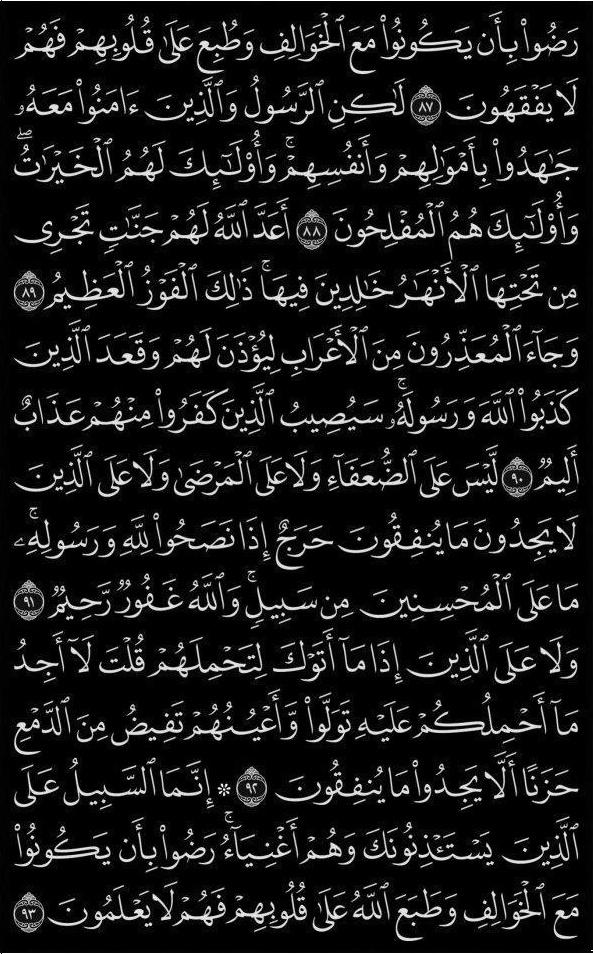 رَضُوا۟ بِأَن يَكُونُوا۟ مَعَ ٱلْخَوَالِفِ وَطُبِعَ عَلَىٰ قُلُوبِهِمْ فَهُمْ
لَا يَفْقَهُونَ ٨٧ لَٰكِنِ ٱلرَّسُولُ وَٱلَّذِينَ ءَامَنُوا۟ مَعَهُۥ
جَٰهَدُوا۟ بِأَمْوَٰلِهِمْ وَأَنفُسِهِمْ ۚ وَأُو۟لَٰٓئِكَ لَهُمُ ٱلْخَيْرَٰتُ ۖ
وَأُو۟لَٰٓئِكَ هُمُ ٱلْمُفْلِحُونَ ٨٨ أَعَدَّ ٱللَّهُ لَهُمْ جَنَّٰتٍ تَجْرِى
مِن تَحْتِهَا ٱلْأَنْهَٰرُ خَٰلِدِينَ فِيهَا ۚ ذَٰلِكَ ٱلْفَوْزُ ٱلْعَظِيمُ ٨٩
وَجَآءَ ٱلْمُعَذِّرُونَ مِنَ ٱلْأَعْرَابِ لِيُؤْذَنَ لَهُمْ وَقَعَدَ ٱلَّذِينَ
كَذَبُوا۟ ٱللَّهَ وَرَسُولَهُۥ ۚ سَيُصِيبُ ٱلَّذِينَ كَفَرُوا۟ مِنْهُمْ عَذَابٌ
أَلِيمٌ ٩٠ لَّيْسَ عَلَى ٱلضُّعَفَآءِ وَلَا عَلَى ٱلْمَرْضَىٰ وَلَا عَلَى ٱلَّذِينَ
لَا يَجِدُونَ مَا يُنفِقُونَ حَرَجٌ إِذَا نَصَحُوا۟ لِلَّهِ وَرَسُولِهِۦ ۚ
مَا عَلَى ٱلْمُحْسِنِينَ مِن سَبِيلٍ ۚ وَٱللَّهُ غَفُورٌ رَّحِيمٌ ٩١
وَلَا عَلَى ٱلَّذِينَ إِذَا مَآ أَتَوْكَ لِتَحْمِلَهُمْ قُلْتَ لَآ أَجِدُ
مَآ أَحْمِلُكُمْ عَلَيْهِ تَوَلَّوا۟ وَّأَعْيُنُهُمْ تَفِيضُ مِنَ ٱلدَّمْعِ
حَزَنًا أَلَّا يَجِدُوا۟ مَا يُنفِقُونَ ٩٢ ۞ إِنَّمَا ٱلسَّبِيلُ عَلَى
ٱلَّذِينَ يَسْتَـْٔذِنُونَكَ وَهُمْ أَغْنِيَآءُ ۚ رَضُوا۟ بِأَن يَكُونُوا۟
مَعَ ٱلْخَوَالِفِ وَطَبَعَ ٱللَّهُ عَلَىٰ قُلُوبِهِمْ فَهُمْ لَا يَعْلَمُونَ ٩٣